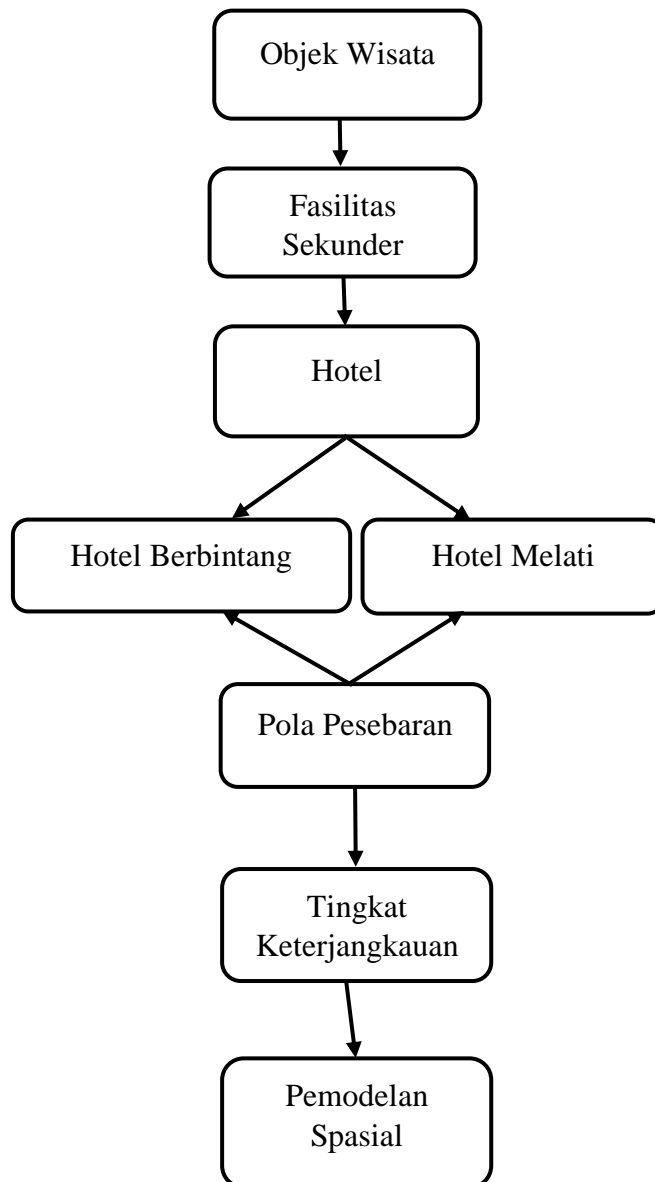 Objek Wisata
Fasilitas
Sekunder
Hotel
Hotel Berbintang
Hotel Melati
Pola Pesebaran
Tingkat
Keterjangkauan
Pemodelan
Spasial